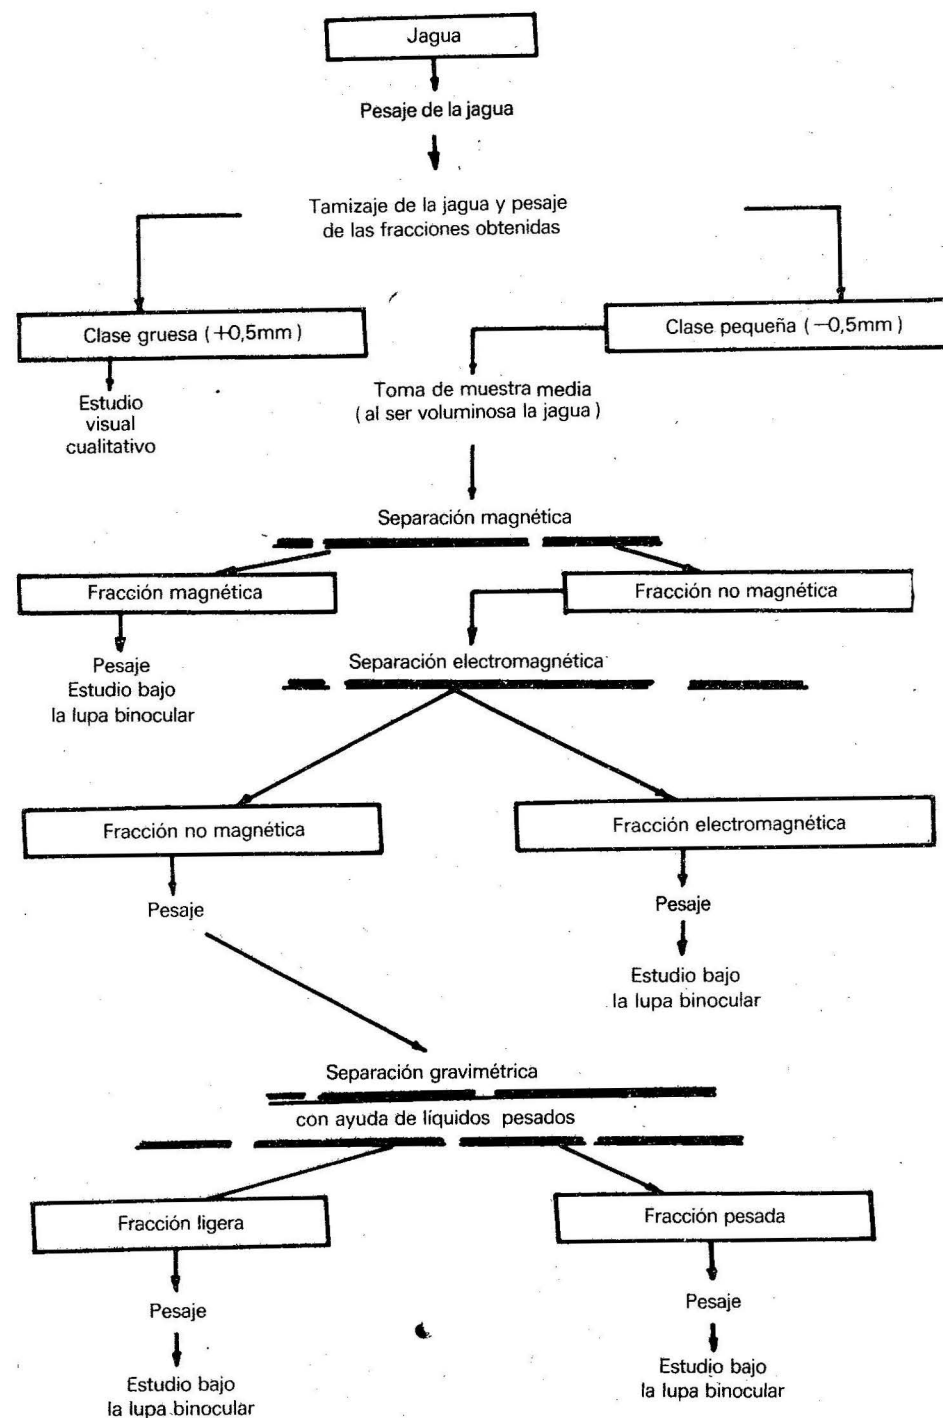 Jagua
Pesaje de la jagua
Tamizaje de la jagua y pesaje
de las fracciones obtenidas
Clase gruesa (+0,5mm)
Clase pequeña (−0,5mm)
Estudio
visual
cualitativo
Toma de muestra media
(al ser voluminosa la jagua)
Separación magnética
Fracción magnética
Fracción no magnética
Pesaje
Estudio bajo
la lupa binocular
Separación electromagnética
Fracción no magnética
Fracción electromagnética
Pesaje
Pesaje
Estudio bajo
la lupa binocular
Separación gravimétrica
con ayuda de líquidos pesados
Fracción ligera
Fracción pesada
Pesaje
Pesaje
Estudio bajo
la lupa binocular
Estudio bajo
la lupa binocular